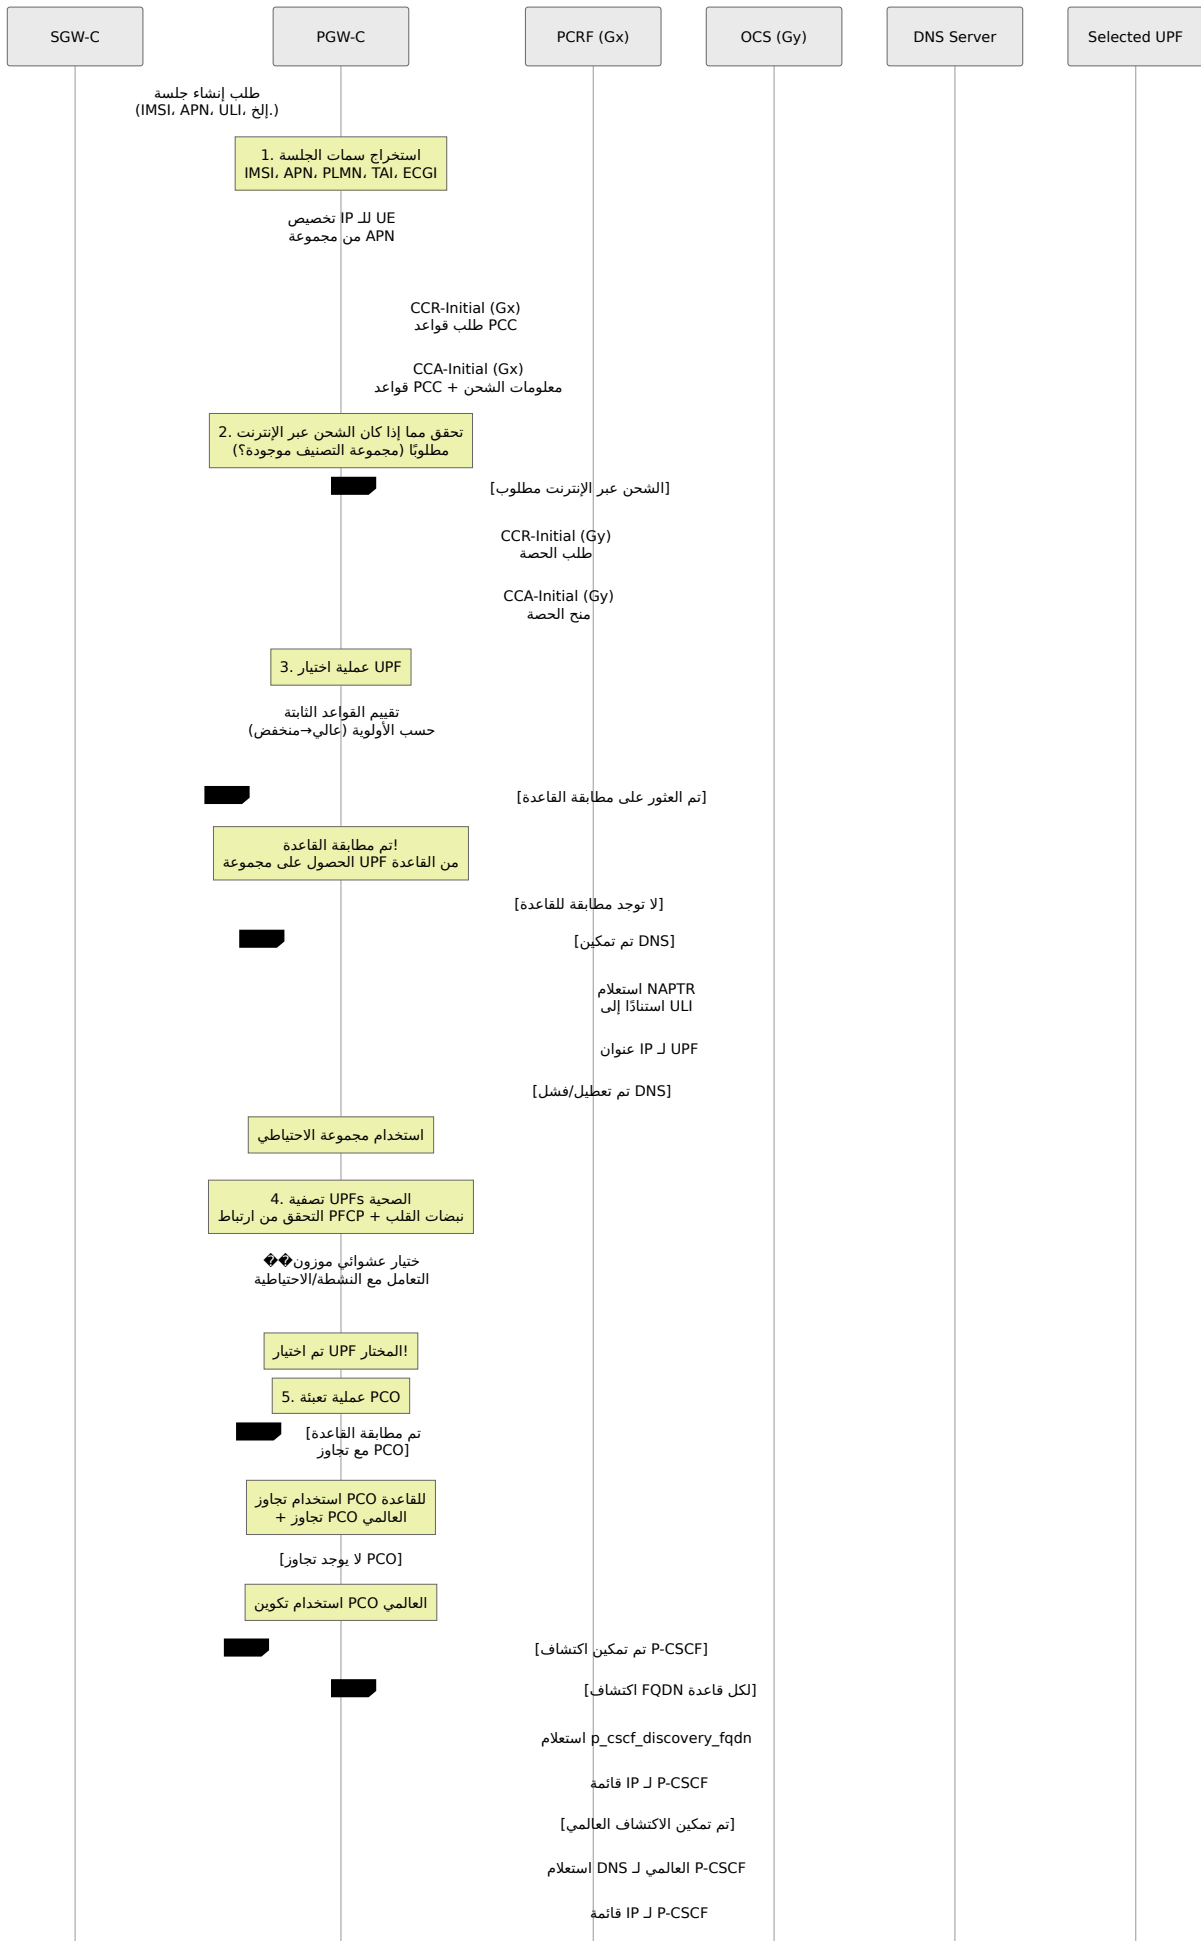 SGW-C
PGW-C
PCRF (Gx)
OCS (Gy)
DNS Server
Selected UPF
طلب إنشاء جلسة
(IMSI، APN، ULI، إلخ.)
1. استخراج سمات الجلسة
IMSI، APN، PLMN، TAI، ECGI
تخصيص IP للـ UE
من مجموعة APN
CCR-Initial (Gx)
طلب قواعد PCC
CCA-Initial (Gx)
قواعد PCC + معلومات الشحن
2. تحقق مما إذا كان الشحن عبر الإنترنت
مطلوبًا (مجموعة التصنيف موجودة؟)
[الشحن عبر الإنترنت مطلوب]
CCR-Initial (Gy)
طلب الحصة
CCA-Initial (Gy)
منح الحصة
3. عملية اختيار UPF
تقييم القواعد الثابتة
حسب الأولوية (عالي→منخفض)
[تم العثور على مطابقة القاعدة]
تم مطابقة القاعدة!
الحصول على مجموعة UPF من القاعدة
[لا توجد مطابقة للقاعدة]
[تم تمكين DNS]
استعلام NAPTR
استنادًا إلى ULI
عنوان IP لـ UPF
[تم تعطيل/فشل DNS]
استخدام مجموعة الاحتياطي
4. تصفية UPFs الصحية
التحقق من ارتباط PFCP + نبضات القلب
��ختيار عشوائي موزون
التعامل مع النشطة/الاحتياطية
تم اختيار UPF المختار!
5. عملية تعبئة PCO
[تم مطابقة القاعدة
مع تجاوز PCO]
استخدام تجاوز PCO للقاعدة
+ تجاوز PCO العالمي
[لا يوجد تجاوز PCO]
استخدام تكوين PCO العالمي
[تم تمكين اكتشاف P-CSCF]
[اكتشاف FQDN لكل قاعدة]
استعلام p_cscf_discovery_fqdn
قائمة IP لـ P-CSCF
[تم تمكين الاكتشاف العالمي]
استعلام DNS العالمي لـ P-CSCF
قائمة IP لـ P-CSCF